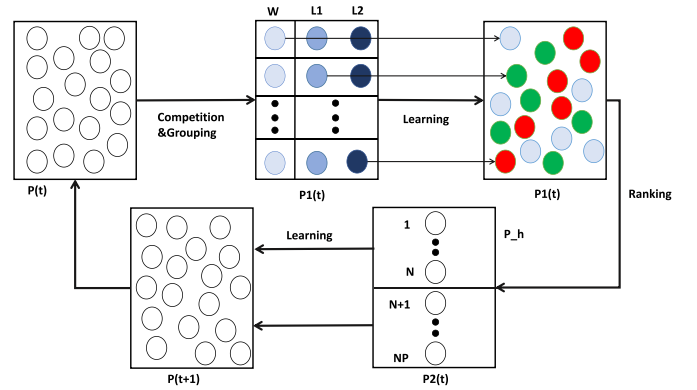 W L1 L2
P(t)
Competition
&Grouping
P1(t)
Learning
P1(t)
Ranking
Learning
1
N
N+1
NP
P_h
P(t+1)
P2(t)